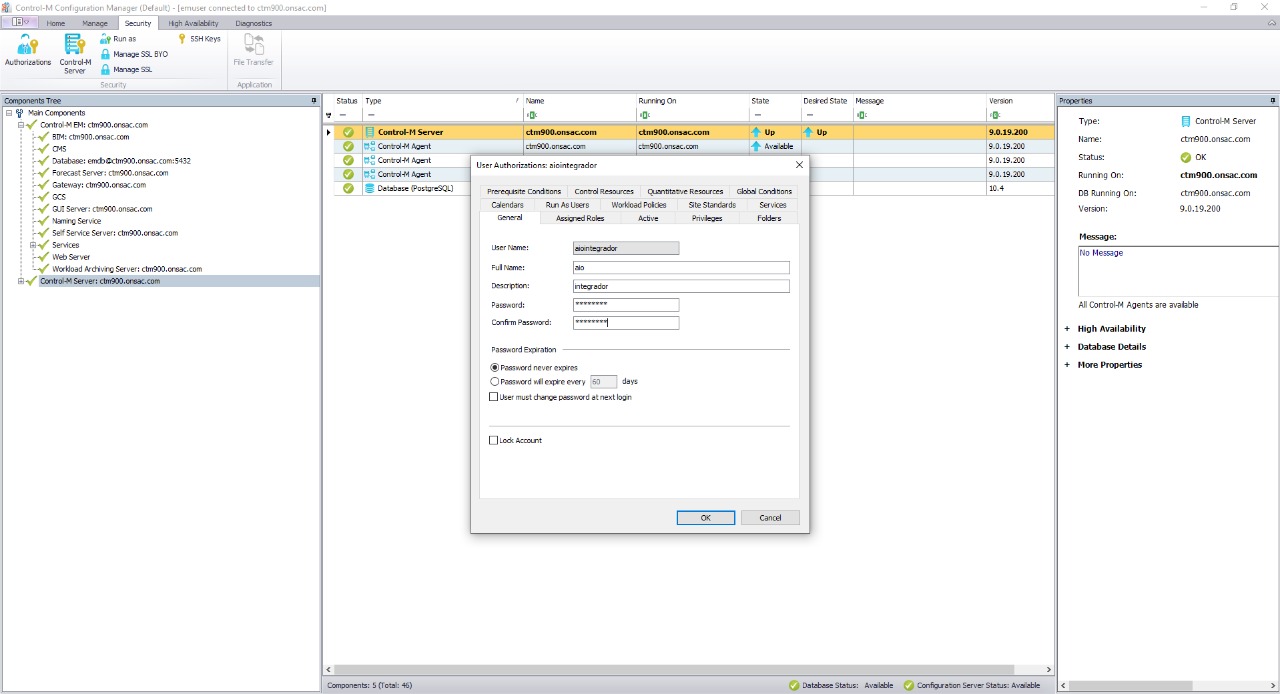 Control-M Configuration Manager (Default) - [emuser connected to ctm900.onsac.com]
Home Manage Security High Availability Diagnostics
Authorizations
Control-M Server
Run as
Manage SSL BYO
Manage SSL
SSH Keys
File Transfer
Security Application
Components Tree
Main Components
Control-M EM: ctm900.onsac.com
BIM: ctm900.onsac.com
CMS
Database: emdb@ctm900.onsac.com:5432
Forecast Server: ctm900.onsac.com
Gateway: ctm900.onsac.com
GCS
GUI Server: ctm900.onsac.com
Naming Service
Self Service Server: ctm900.onsac.com
Services
Web Server
Workload Archiving Server: ctm900.onsac.com
Control-M Server: ctm900.onsac.com
Status Type / Name Running On State Desired State Message Version
Control-M Server ctm900.onsac.com ctm900.onsac.com Up Up 9.0.19.200
Control-M Agent ctm900.onsac.com ctm900.onsac.com Available 9.0.19.200
Control-M Agent 9.0.19.200
Control-M Agent 9.0.19.200
Database (PostgreSQL) 10.4
User Authorizations: aiointegrador
Prerequisite Conditions Control Resources Quantitative Resources Global Conditions
Calendars Run As Users Workload Policies Site Standards Services
General Assigned Roles Active Privileges Folders
User Name: aiointegrador
Full Name: aio
Description: integrador
Password: ********
Confirm Password: ********
Password Expiration
Password never expires
Password will expire every 60 days
User must change password at next login
Lock Account
OK Cancel
Properties
Type: Control-M Server
Name: ctm900.onsac.com
Status: OK
Running On: ctm900.onsac.com
DB Running On: ctm900.onsac.com
Version: 9.0.19.200
Message:
No Message
All Control-M Agents are available
+ High Availability
+ Database Details
+ More Properties
Components: 5 (Total: 46) Database Status: Available Configuration Server Status: Available